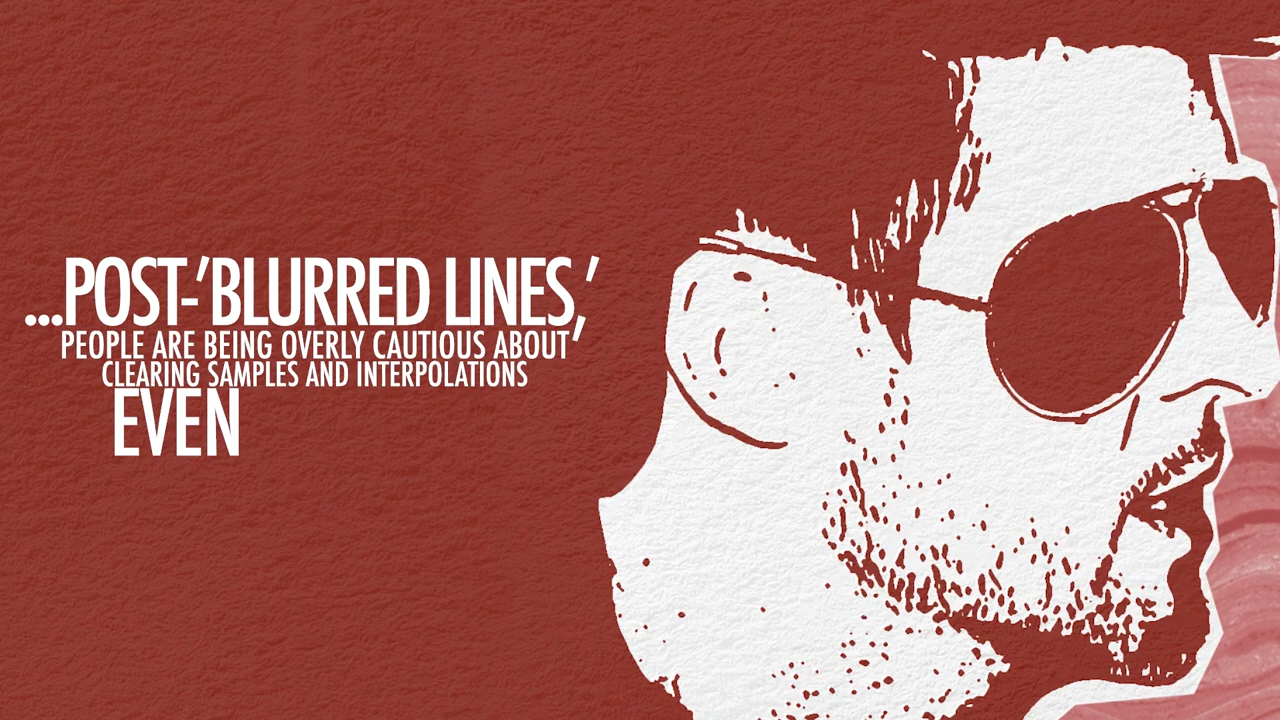 ...POST-'BLURRED LINES,'
PEOPLE ARE BEING OVERLY CAUTIOUS ABOUT
CLEARING SAMPLES AND INTERPOLATIONS
EVEN